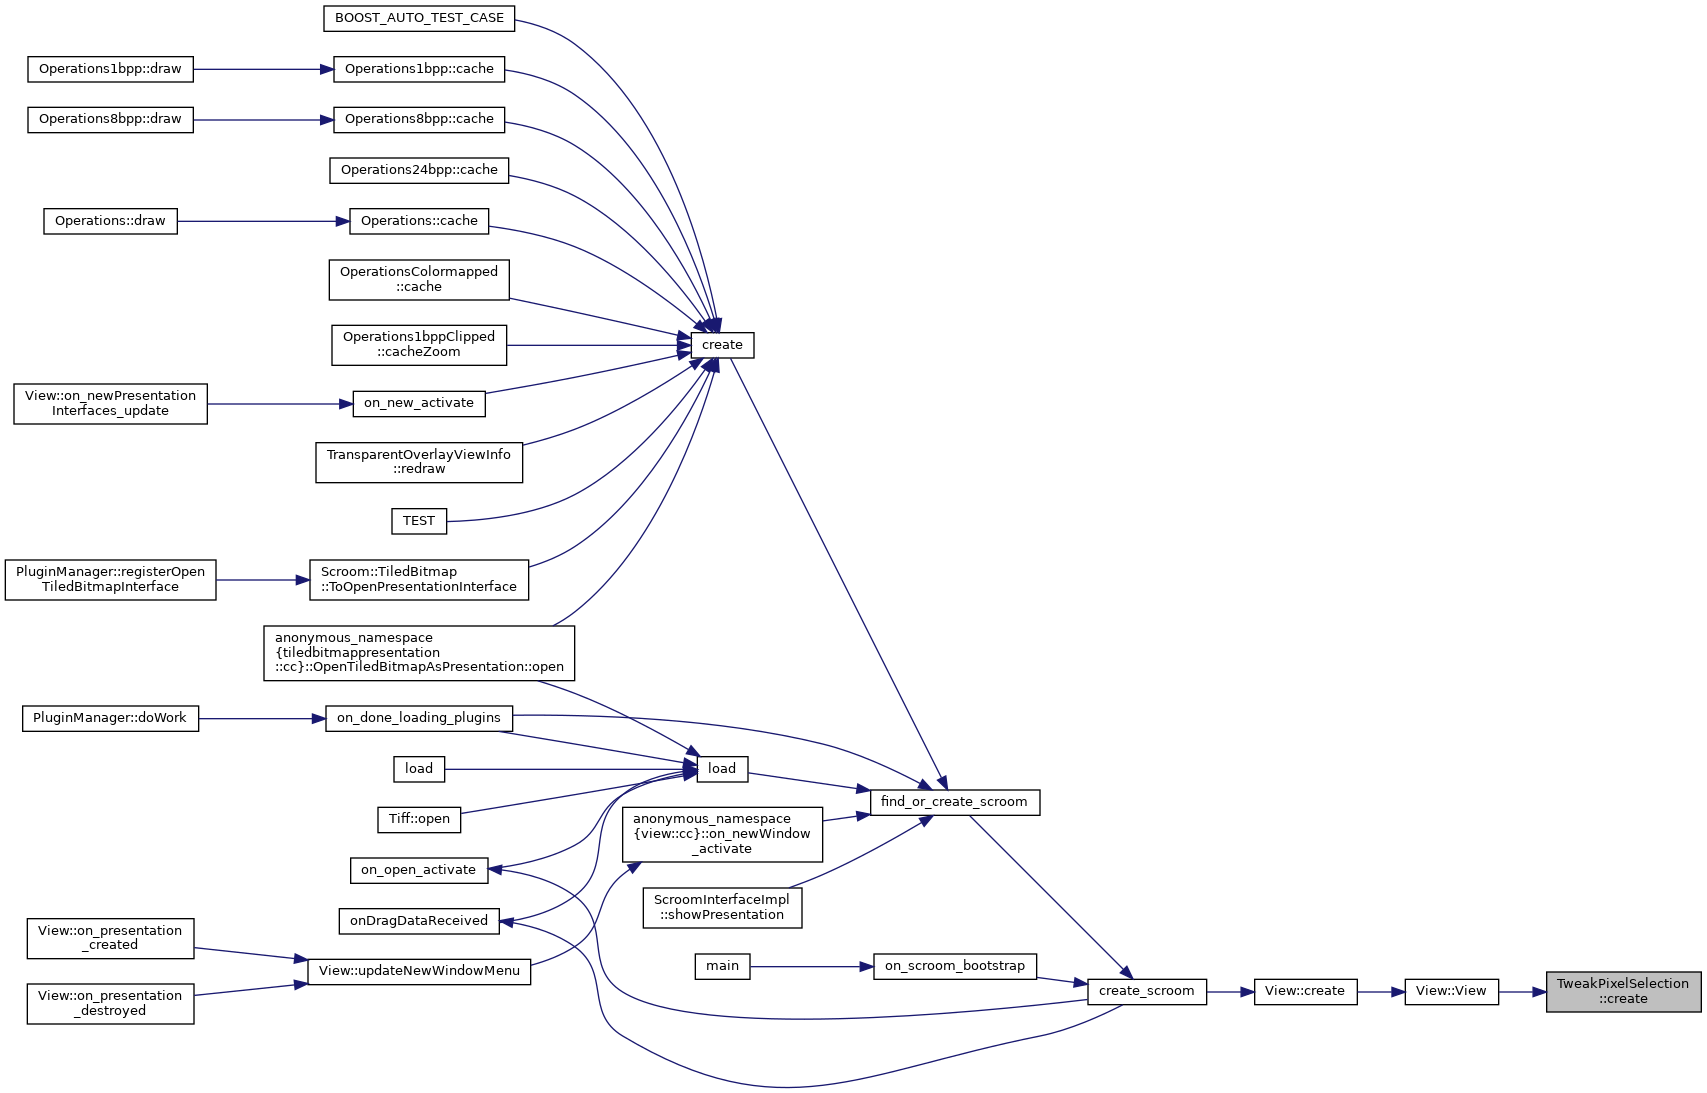 BOOST_AUTO_TEST_CASE
Operations1bpp::draw
Operations1bpp::cache
Operations8bpp::draw
Operations8bpp::cache
Operations24bpp::cache
Operations::draw
Operations::cache
OperationsColormapped
::cache
Operations1bppClipped
::cacheZoom
create
View::on_newPresentation
Interfaces_update
on_new_activate
TransparentOverlayViewInfo
::redraw
TEST
PluginManager::registerOpen
TiledBitmapInterface
Scroom::TiledBitmap
::ToOpenPresentationInterface
anonymous_namespace
{tiledbitmappresentation
::cc}::OpenTiledBitmapAsPresentation::open
PluginManager::doWork
on_done_loading_plugins
load
load
Tiff::open
find_or_create_scroom
anonymous_namespace
{view::cc}::on_newWindow
_activate
on_open_activate
ScroomInterfaceImpl
::showPresentation
onDragDataReceived
View::on_presentation
_created
View::updateNewWindowMenu
View::on_presentation
_destroyed
main
on_scroom_bootstrap
create_scroom
View::create
View::View
TweakPixelSelection
::create